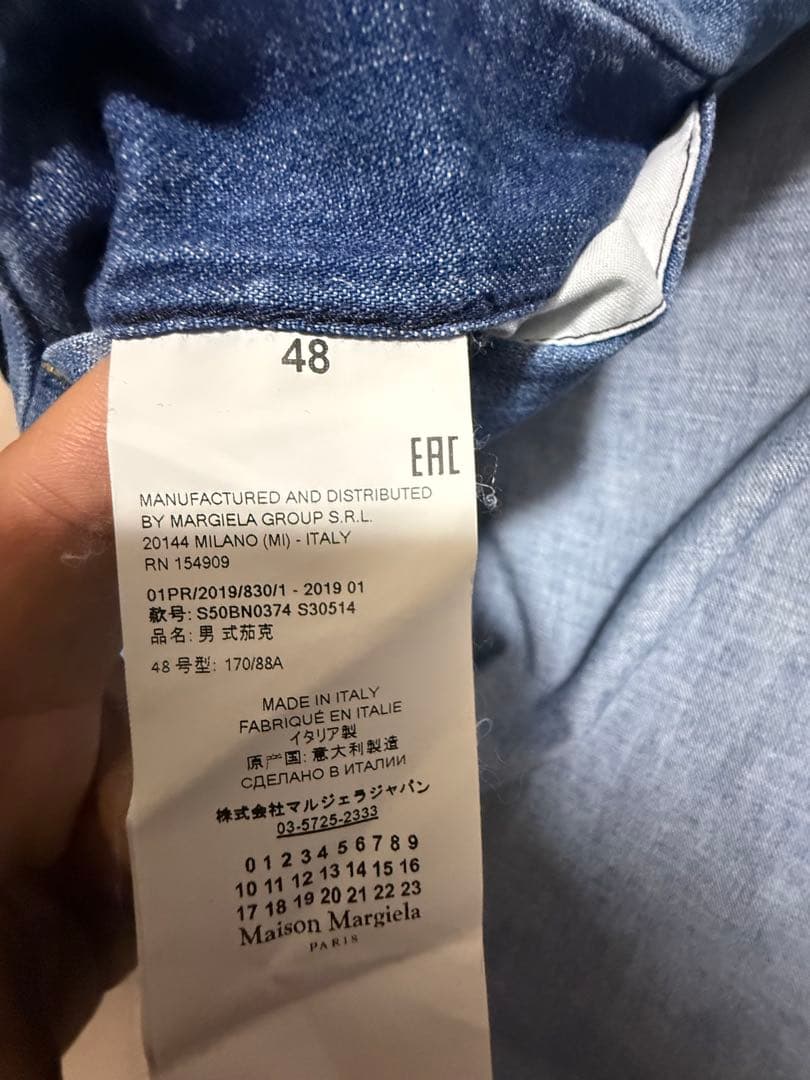 48
EAC
MANUFACTURED AND DISTRIBUTED
BY MARGIELA GROUP S.R.L.
20144 MILANO (MI) - ITALY
RN 154909
01PR/2019/830/1 - 2019 01
款号: S50BN0374 S30514
品名: 男 式茄克
48 号型: 170/88A
MADE IN ITALY
FABRIQUÉ EN ITALIE
イタリア製
原产国: 意大利製造
СДЕЛАНО В ИТАЛИИ
株式会社マルジェラジャパン
03-5725-2333
0 1 2 3 4 5 6 7 8 9
10 11 12 13 14 15 16
17 18 19 20 21 22 23
Maison Margiela
PARIS